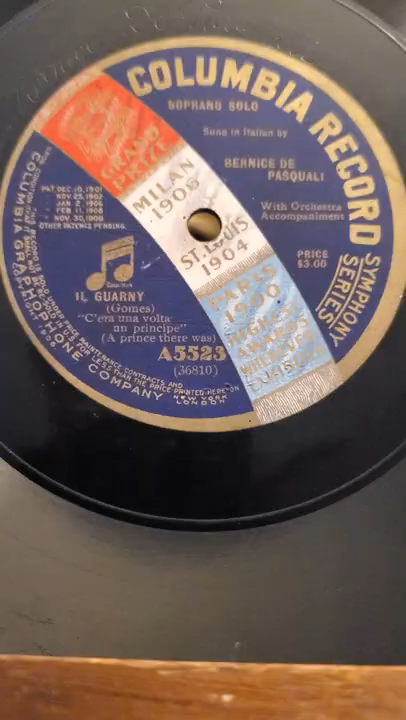 COLUMBIA RECORD
SYMPHONY
SERIES
SOPRANO SOLO
Sung in Italian by
BERNICE DE
PASQUALI
With Orchestra
Accompaniment
PRICE
$3.00
GRAND
PRIZE
MILAN
1906
ST. LOUIS
1904
PARIS
1900
PAT. DEC. 10, 1901
NOV. 25, 1902
JAN. 2, 1906
FEB. 11, 1908
NOV. 30, 1909
OTHER PATENTS PENDING.
IL GUARNY
(Gomes)
"C'era una volta
un principe"
(A prince there was)
A5523
(36810)
COLUMBIA GRAPHOPHONE COMPANY
NEW YORK
LONDON